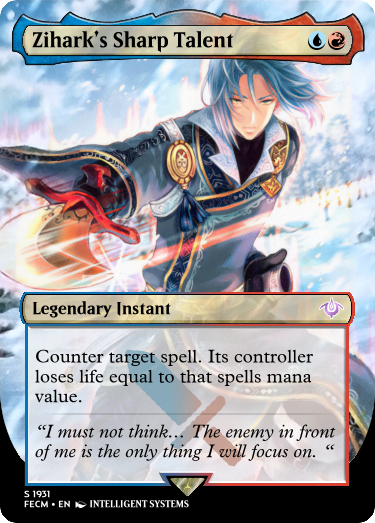 Zihark's Sharp Talent
Legendary Instant
Counter target spell. Its controller
loses life equal to that spells mana
value.
“I must not think… The enemy in front
of me is the only thing I will focus on. “
S 1931
FECM • EN INTELLIGENT SYSTEMS